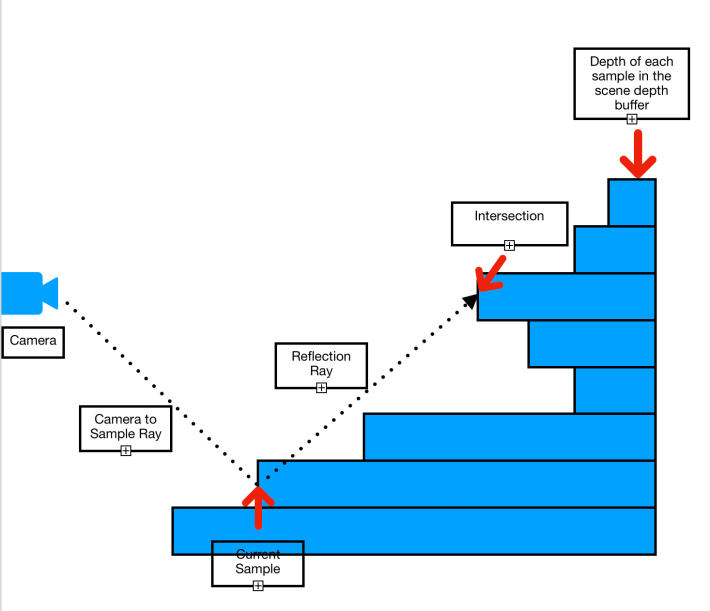 Depth of each
sample in the
scene depth
buffer
Intersection
Camera
Reflection
Ray
Camera to
Sample Ray
Current
Sample